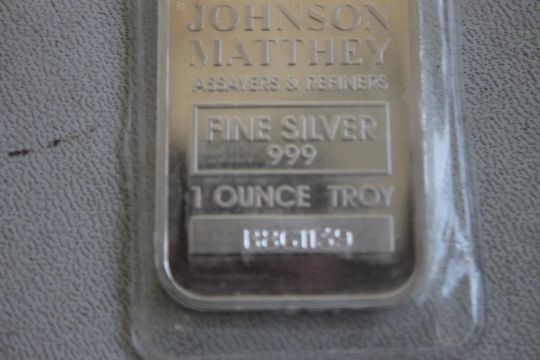 JOHNSON
MATTHEY
ASSAYERS & REFINERS
FINE SILVER
999
1 OUNCE TROY